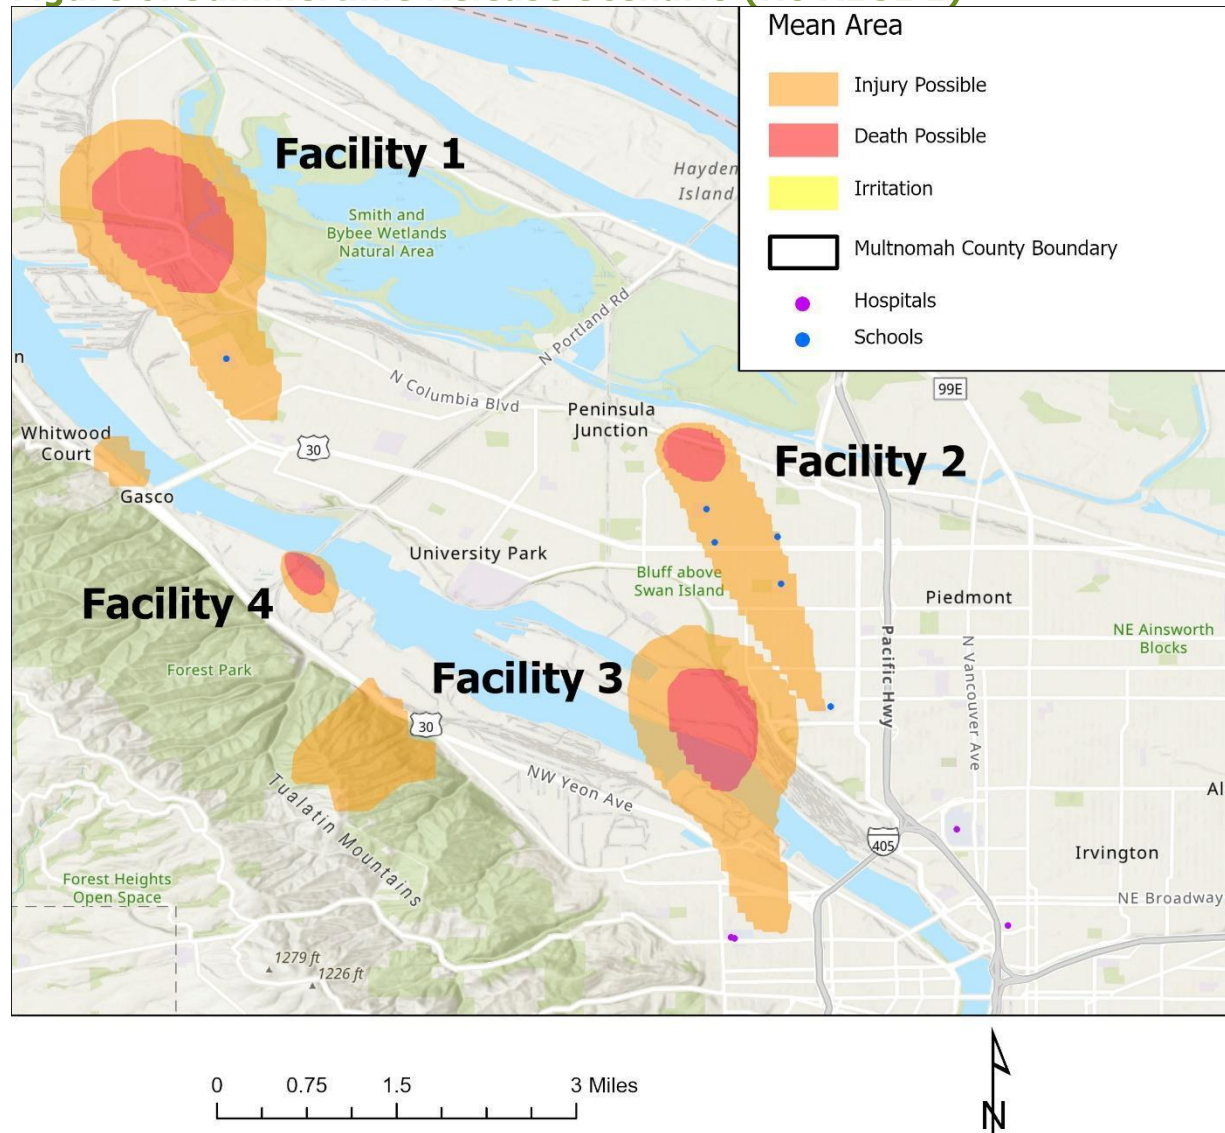 Mean Area
Injury Possible
Death Possible
Irritation
Multnomah County Boundary
Hospitals
Schools
Facility 1
Hayden
Island
Smith and
Bybee Wetlands
Natural Area
N Portland Rd
n
N Columbia Blvd
99E
Peninsula
Junction
Whitwood
Court
30
Facility 2
Gasco
University Park
Bluff above
Swan Island
Piedmont
Facility 4
NE Ainsworth
Blocks
Pacific Hwy
N Vancouver Ave
Forest Park
Facility 3
30
NW Yeon Ave
Tualatin Mountains
Al
405
Irvington
Forest Heights
Open Space
NE Broadway
1279 ft
1226 ft
0 0.75 1.5 3 Miles
N